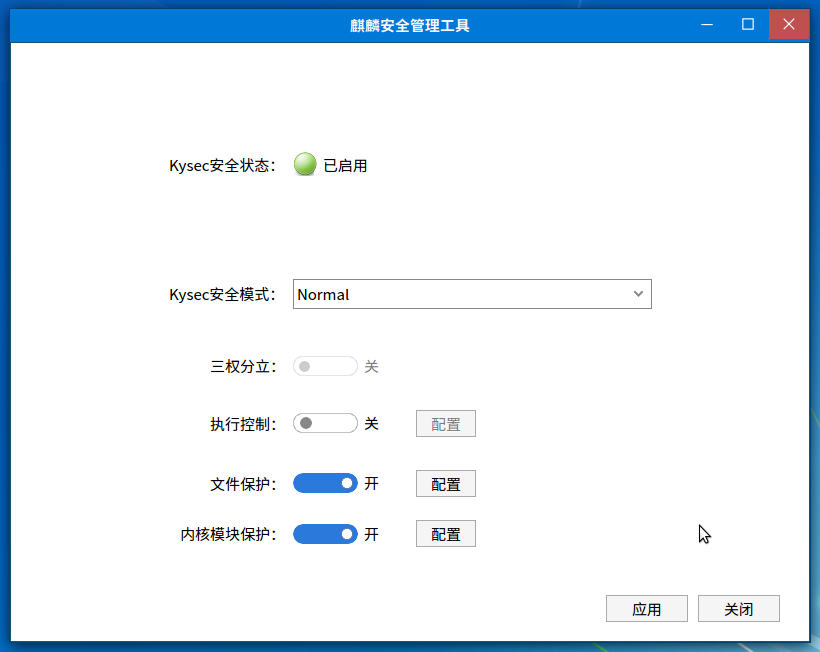 麒麟安全管理工具
Kysec安全状态： 已启用
Kysec安全模式： Normal
三权分立： 关
执行控制： 关 配置
文件保护： 开 配置
内核模块保护： 开 配置
应用 关闭